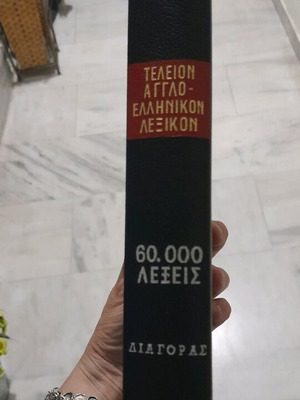 ΤΕΛΕΙΟΝ
ΑΓΓΛΟ-
ΕΛΛΗΝΙΚΟΝ
ΛΕΞΙΚΟΝ
60.000
ΛΕΞΕΙΣ
ΔΙΑΓΟΡΑΣ